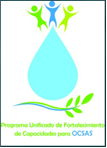 Programa Unificado de Fortalecimiento
de Capacidades para OCSAS